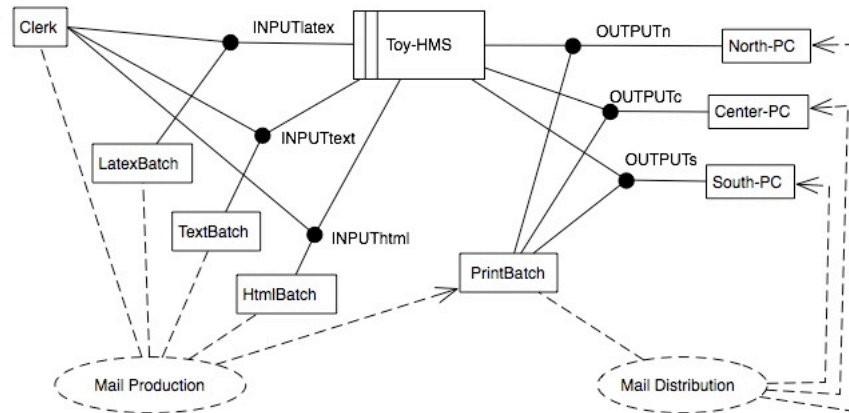 Clerk
INPUTlatex
Toy-HMS
OUTPUTn
North-PC
OUTPUTc
Center-PC
INPUTtext
LatexBatch
OUTPUTs
South-PC
TextBatch
INPUThtml
HtmlBatch
PrintBatch
Mail Production
Mail Distribution